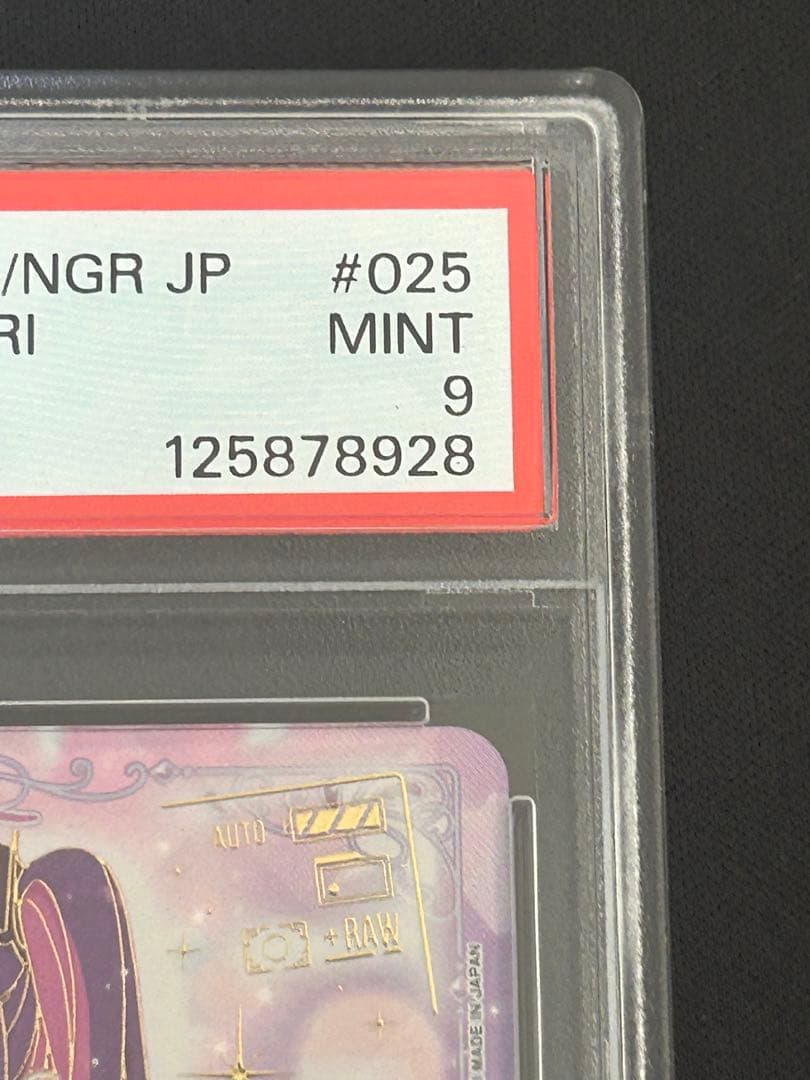 /NGR JP #025
RI MINT
9
125878928
AUTO
+RAW
MADE IN JAPAN